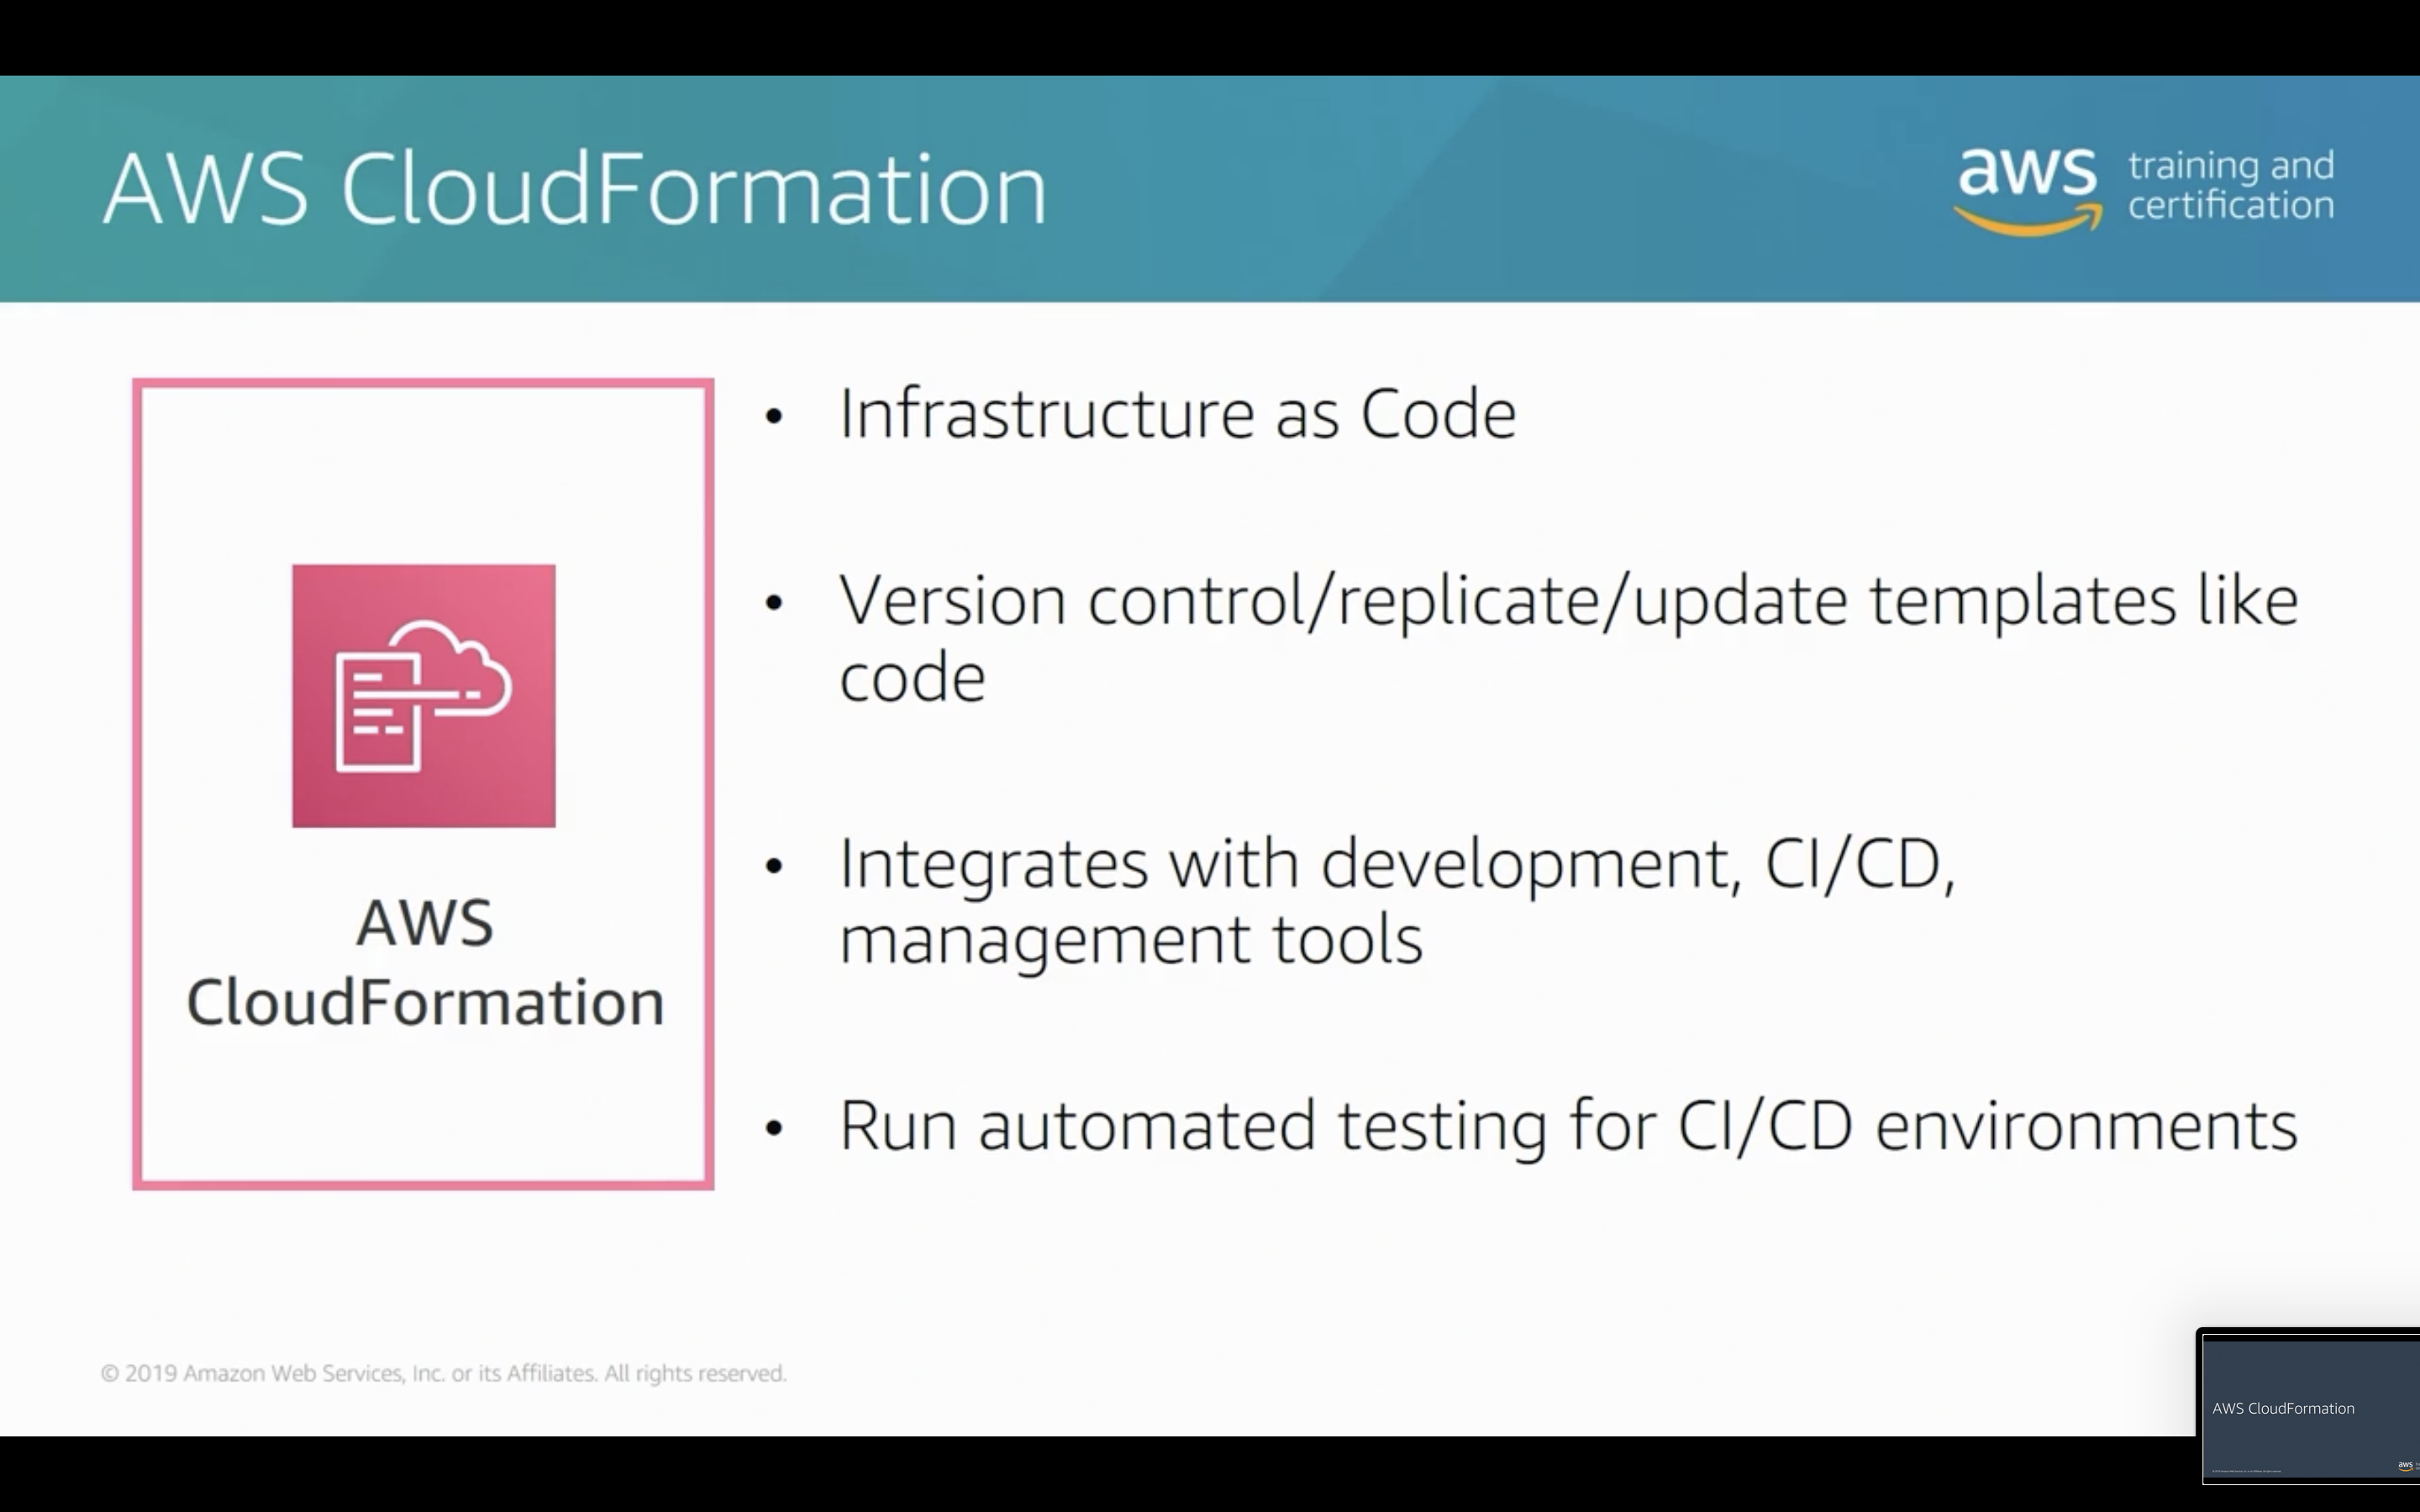 AWS CloudFormation
aws training and
certification
• Infrastructure as Code
• Version control/replicate/update templates like
code
• Integrates with development, CI/CD,
management tools
• Run automated testing for CI/CD environments
AWS
CloudFormation
© 2019 Amazon Web Services, Inc. or its Affiliates. All rights reserved.
AWS CloudFormation
aws